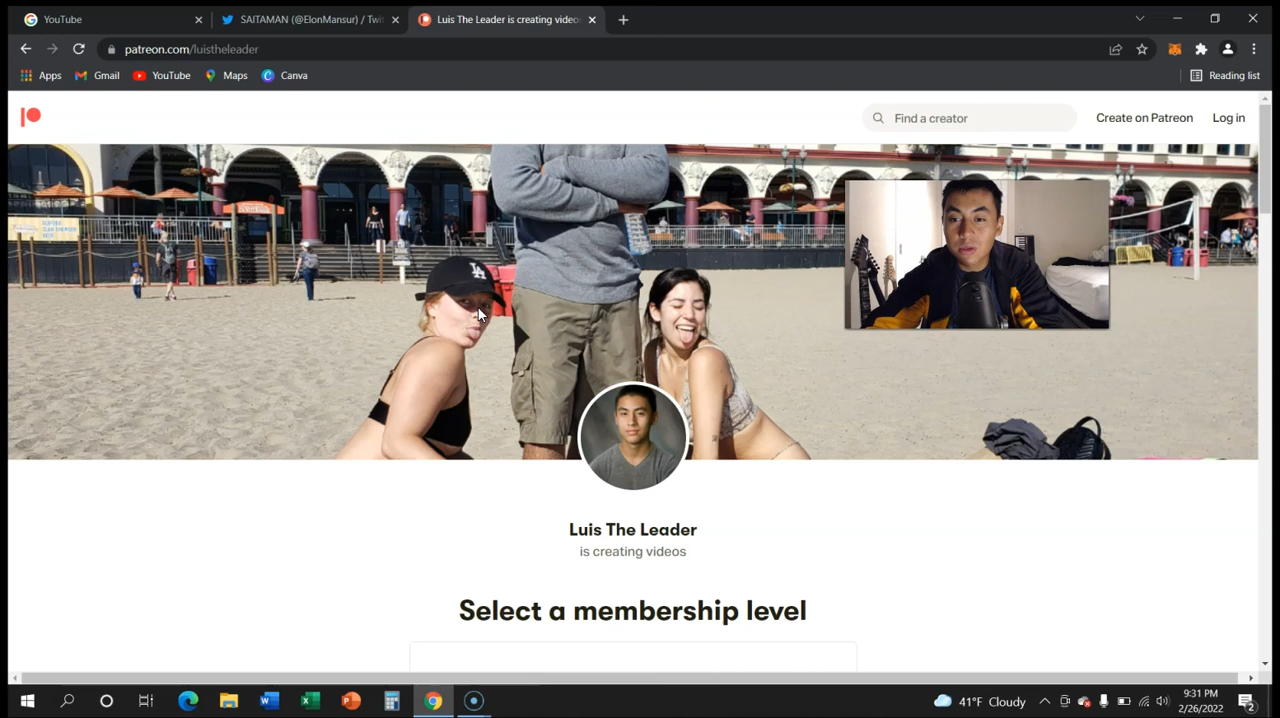 YouTube
SAITAMAN (@ElonMansur) / Twi
Luis The Leader is creating videos
patreon.com/luistheleader
Apps
Gmail
YouTube
Maps
Canva
Reading list
Find a creator
Create on Patreon
Log in
LA
Luis The Leader
is creating videos
Select a membership level
41°F Cloudy
9:31 PM
2/26/2022
2